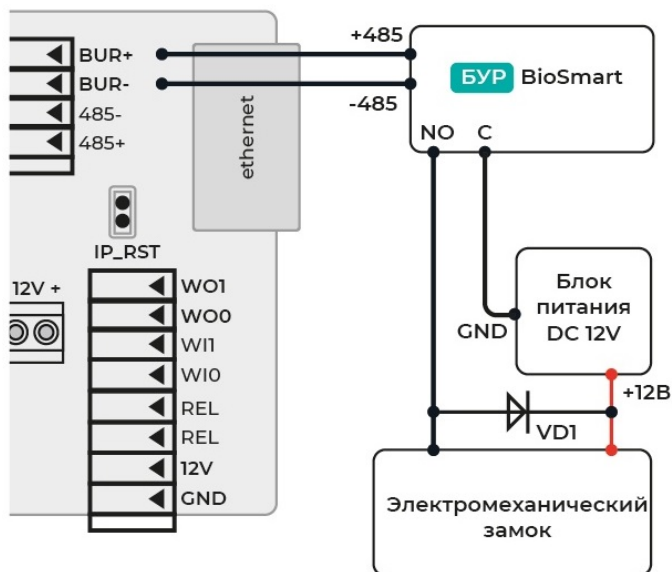 BUR+
BUR-
485-
485+
ethernet
IP_RST
12V +
WO1
WO0
WI1
WI0
REL
REL
12V
GND
+485
-485
БУР BioSmart
NO C
Блок
питания
DC 12V
GND
+12В
VD1
Электромеханический
замок